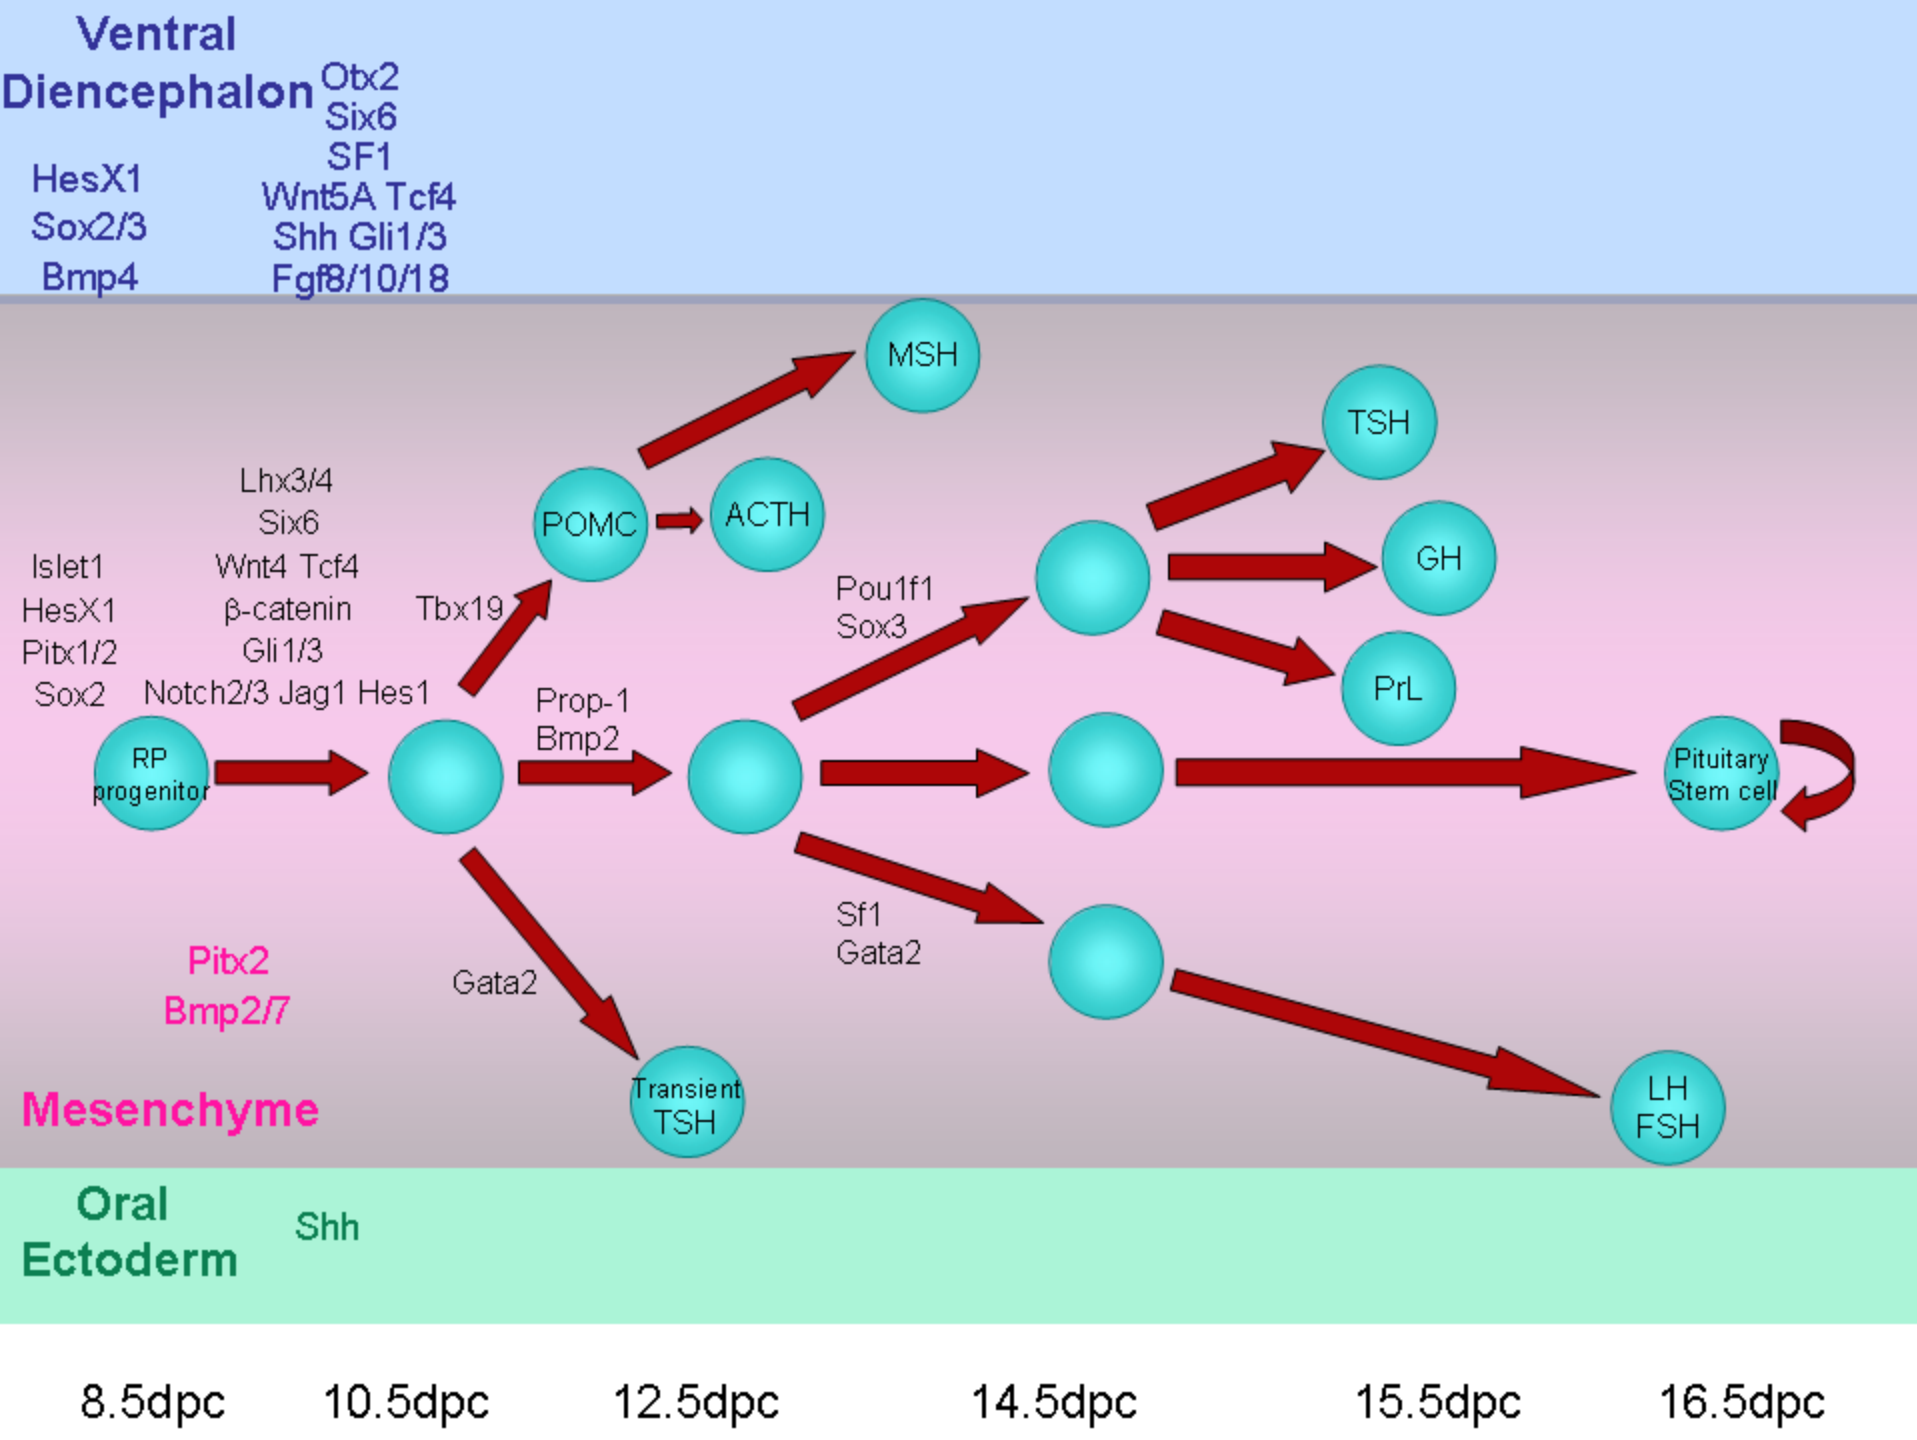 Ventral
Diencephalon
Otx2
Six6
SF1
Wnt5A Tcf4
Shh Gli1/3
Fgf8/10/18
HesX1
Sox2/3
Bmp4
MSH
TSH
Lhx3/4
Six6
Wnt4 Tcf4
β-catenin
Gli1/3
Notch2/3 Jag1 Hes1
Islet1
HesX1
Pitx1/2
Sox2
Tbx19
POMC
ACTH
GH
Pou1f1
Sox3
PrL
Prop-1
Bmp2
RP
progenitor
Pituitary
Stem cell
Sf1
Gata2
Gata2
Pitx2
Bmp2/7
Mesenchyme
Transient
TSH
LH
FSH
Oral
Ectoderm
Shh
8.5dpc 10.5dpc 12.5dpc 14.5dpc 15.5dpc 16.5dpc